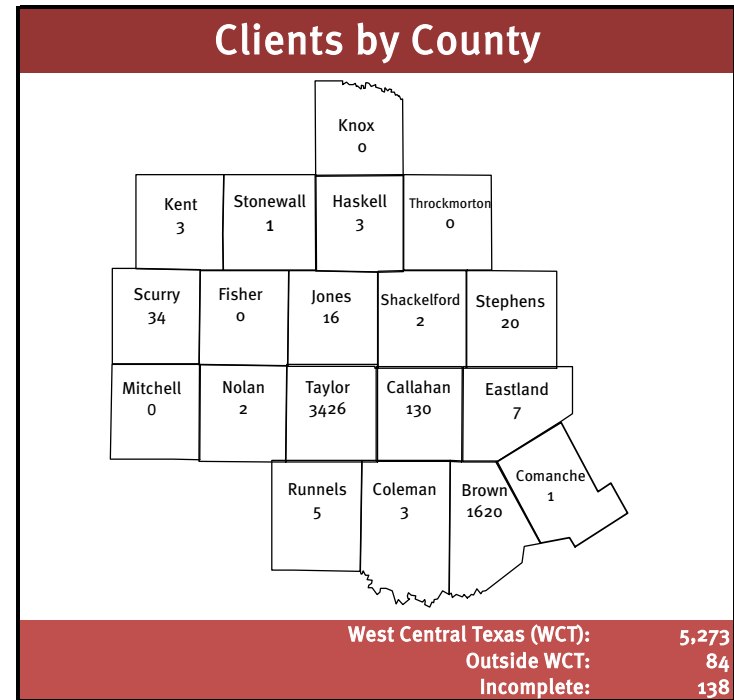 Clients by County
Knox
0
Kent
3
Stonewall
1
Haskell
3
Throckmorton
0
Scurry
34
Fisher
0
Jones
16
Shackelford
2
Stephens
20
Mitchell
0
Nolan
2
Taylor
3426
Callahan
130
Eastland
7
Runnels
5
Coleman
3
Brown
1620
Comanche
1
West Central Texas (WCT): 5,273
Outside WCT: 84
Incomplete: 138